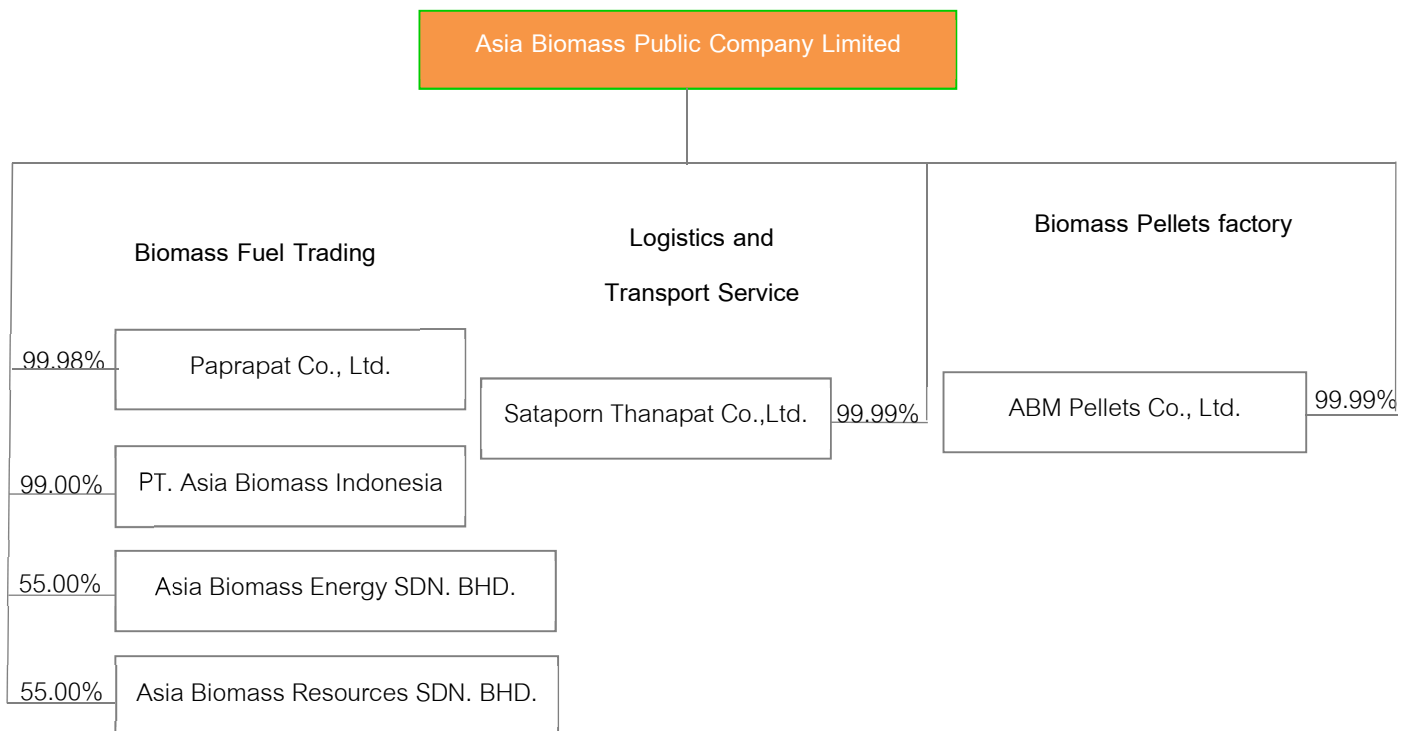 Asia Biomass Public Company Limited
Biomass Fuel Trading
99.98%
Paprapat Co., Ltd.
99.00%
PT. Asia Biomass Indonesia
55.00%
Asia Biomass Energy SDN. BHD.
55.00%
Asia Biomass Resources SDN. BHD.
Logistics and
Transport Service
Sataporn Thanapat Co.,Ltd.
99.99%
Biomass Pellets factory
ABM Pellets Co., Ltd.
99.99%